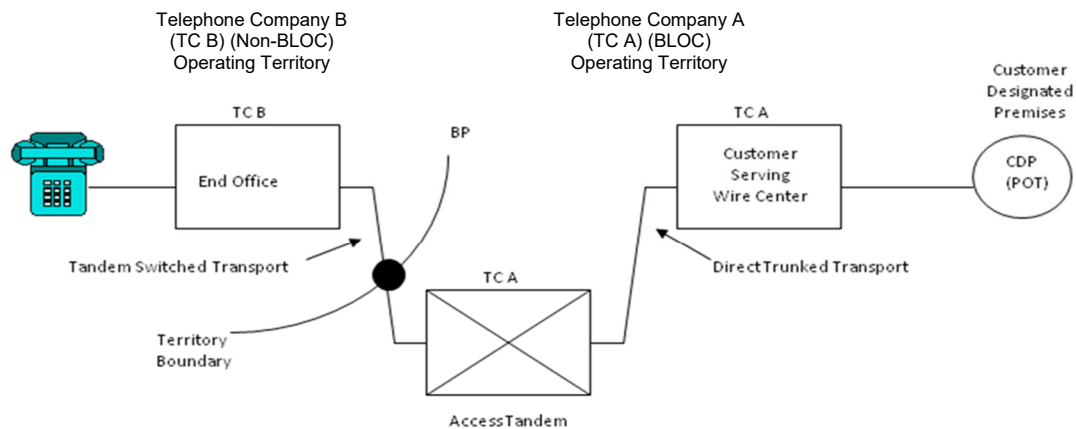 Telephone Company B
(TC B) (Non-BLOC)
Operating Territory
Telephone Company A
(TC A) (BLOC)
Operating Territory
Customer
Designated
Premises
TC B
TC A
BP
End Office
Customer
Serving
Wire Center
CDP
(POT)
Tandem Switched Transport
Direct Trunked Transport
TC A
Territory
Boundary
Access Tandem